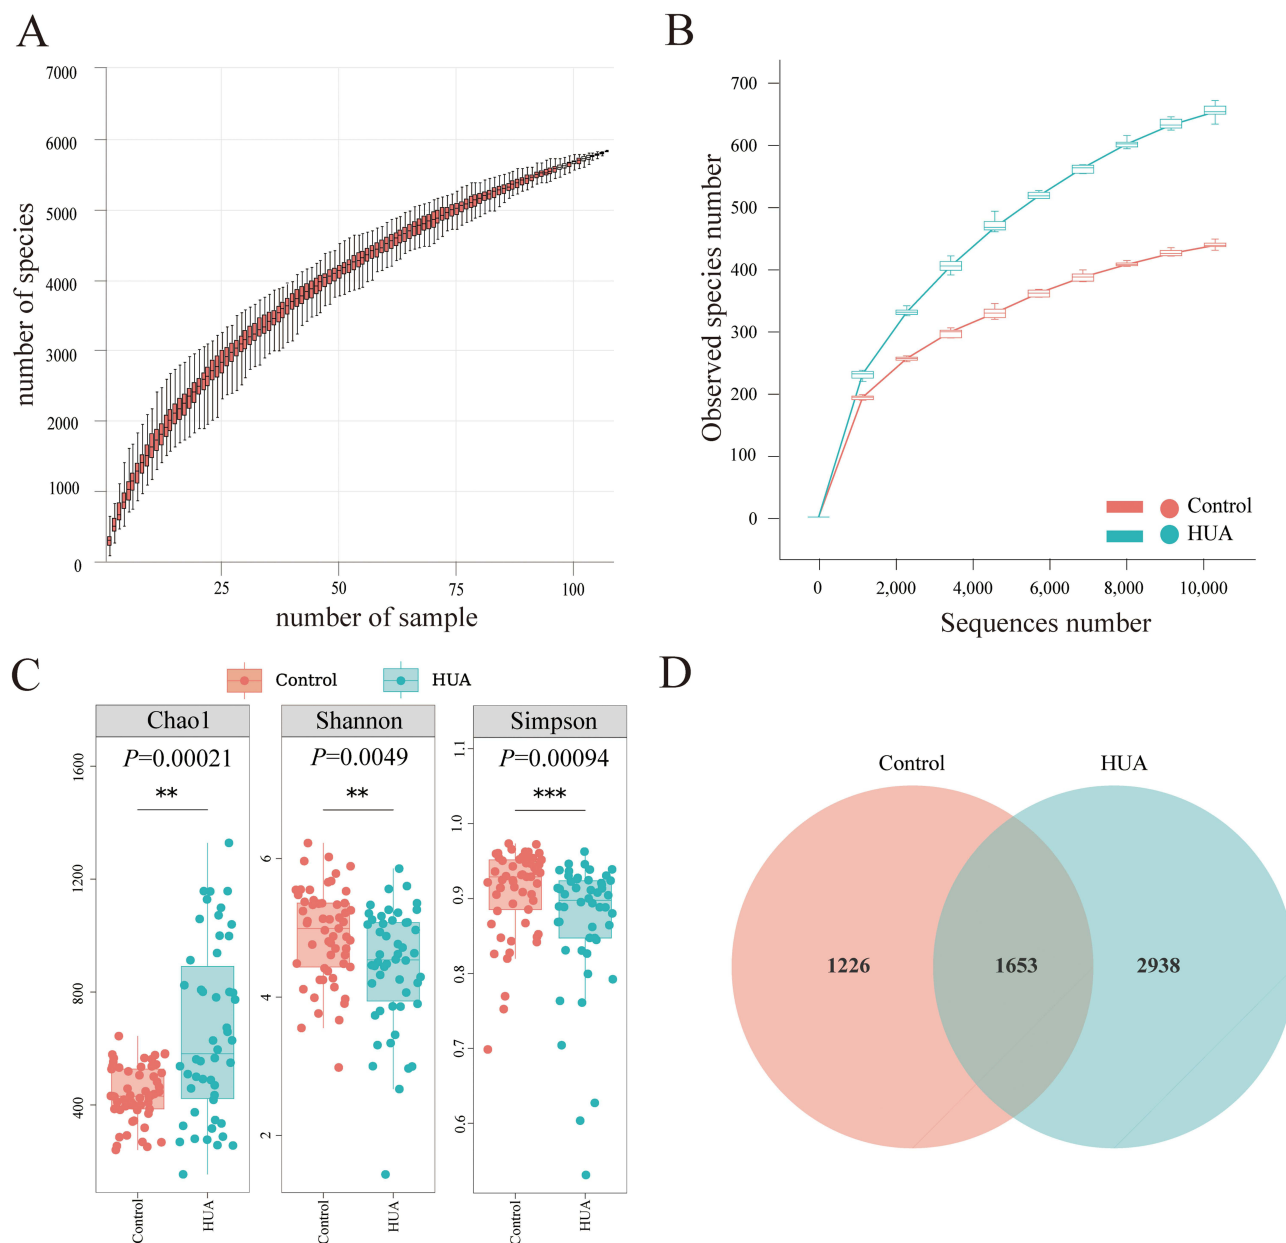 A
7000
6000
5000
4000
3000
2000
1000
0
number of species
25
50
75
100
number of sample
B
700
600
500
400
300
200
100
0
Observed species number
Control
HUA
0
2,000
4,000
6,000
8,000
10,000
Sequences number
C
Control
HUA
Chao1
P=0.00021
**
1600
1200
800
400
Control
HUA
Shannon
P=0.0049
**
6
4
2
Control
HUA
Simpson
P=0.00094
***
1.1
1.0
0.9
0.8
0.7
0.6
Control
HUA
D
Control
HUA
1226
1653
2938